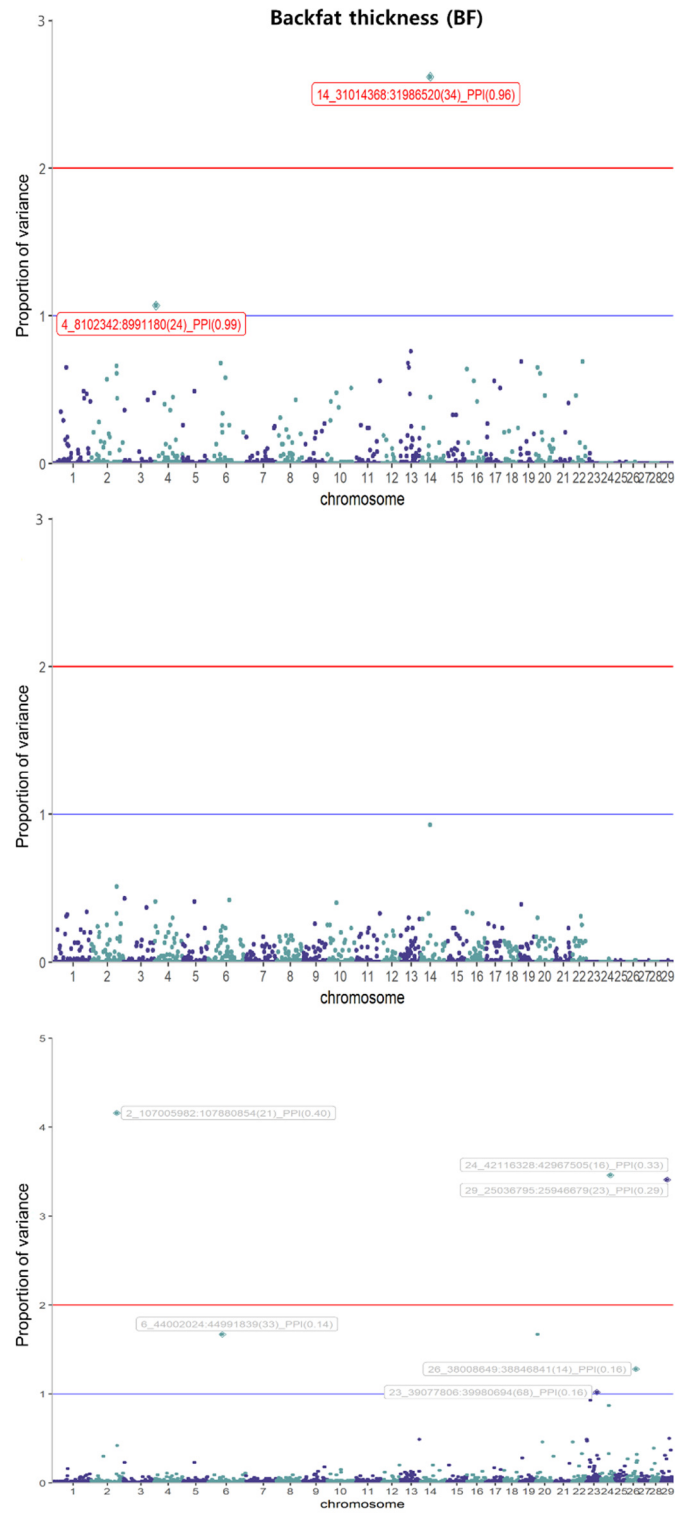 Backfat thickness (BF)
3
14_31014368:31986520(34)_PPI(0.96)
2
Proportion of variance
1
4_8102342:8991180(24)_PPI(0.99)
0
1 2 3 4 5 6 7 8 9 10 11 12 13 14 15 16 17 18 19 20 21 22 23 24 25 26 27 28 29
chromosome
3
2
Proportion of variance
1
0
1 2 3 4 5 6 7 8 9 10 11 12 13 14 15 16 17 18 19 20 21 22 23 24 25 26 27 28 29
chromosome
5
4
2_107005982:107880854(21)_PPI(0.40)
24_42116328:42967505(16)_PPI(0.33)
29_25036795:25946679(23)_PPI(0.29)
3
Proportion of variance
2
6_44002024:44991839(33)_PPI(0.14)
26_38008649:38846841(14)_PPI(0.16)
23_39077806:39980694(68)_PPI(0.16)
1
0
1 2 3 4 5 6 7 8 9 10 11 12 13 14 15 16 17 18 19 20 21 22 23 24 25 26 27 28 29
chromosome